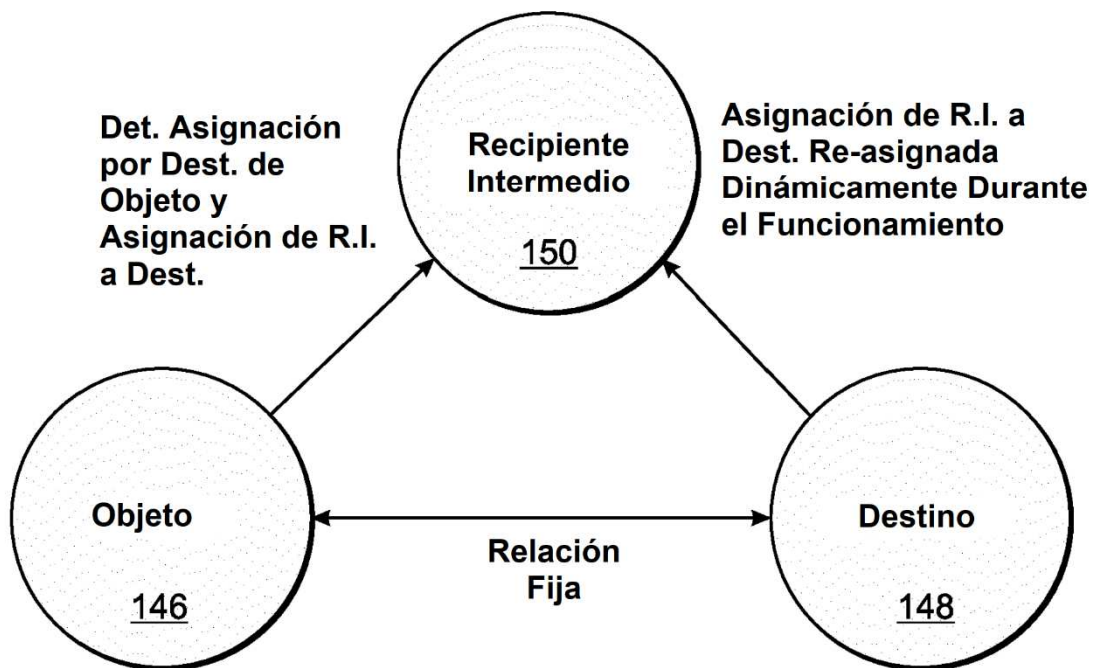 Det. Asignación
por Dest. de
Objeto y
Asignación de R.I.
a Dest.
Recipiente
Intermedio
150
Asignación de R.I. a
Dest. Re-asignada
Dinámicamente Durante
el Funcionamiento
Objeto
146
Relación
Fija
Destino
148